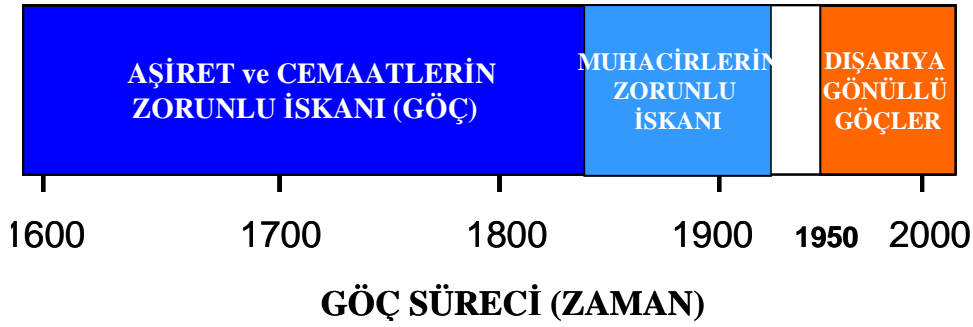 AŞİRET ve CEMAATLERİN
ZORUNLU İSKANI (GÖÇ)
MUHACİRLERİN
ZORUNLU
İSKANI
DIŞARIYA
GÖNÜLLÜ
GÖÇLER
1600 1700 1800 1900 1950 2000
GÖÇ SÜRECİ (ZAMAN)